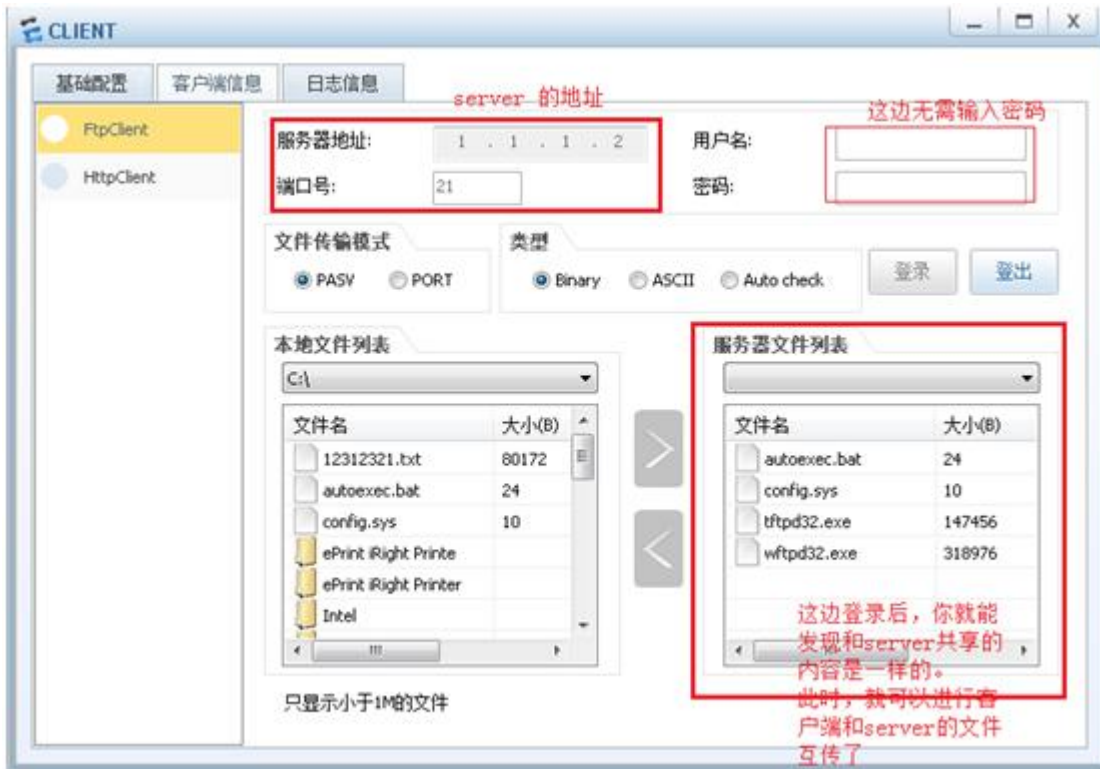 CLIENT
基础配置 客户端信息 日志信息
server 的地址
这边无需输入密码
FtpClient
HttpClient
服务器地址: 1 . 1 . 1 . 2 用户名:
端口号: 21 密码:
文件传输模式 类型
PASV PORT Binary ASCII Auto check 登录 登出
本地文件列表 服务器文件列表
C:\
文件名 大小(B) 文件名 大小(B)
12312321.txt 80172 autoexec.bat 24
autoexec.bat 24 config.sys 10
config.sys 10 tftpd32.exe 147456
ePrint iRight Printe wftpd32.exe 318976
ePrint iRight Printer
Intel
这边登录后，你就能
发现和server共享的
内容是一样的。
此时，就可以进行客
户端和server的文件
互传了
只显示小于1M的文件